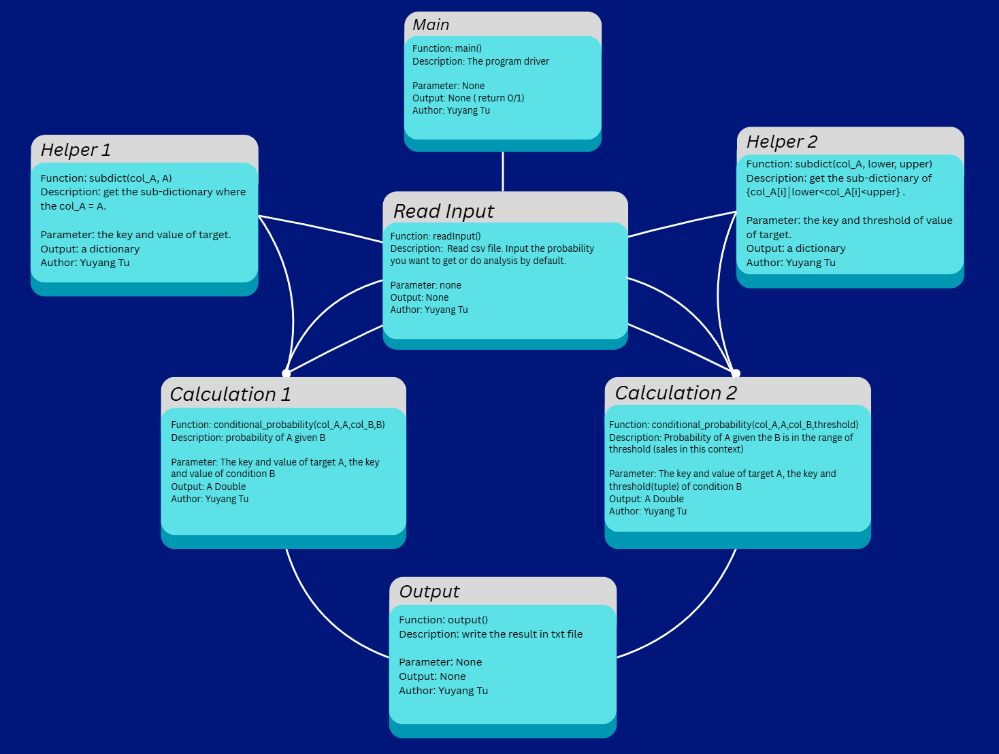 Main
Function: main()
Description: The program driver
Parameter: None
Output: None ( return 0/1)
Author: Yuyang Tu
Helper 1
Function: subdict(col_A, A)
Description: get the sub-dictionary where
the col_A = A.
Parameter: the key and value of target.
Output: a dictionary
Author: Yuyang Tu
Helper 2
Function: subdict(col_A, lower, upper)
Description: get the sub-dictionary of
{col_A[i]|lower<col_A[i]<upper} .
Parameter: the key and threshold of value
of target.
Output: a dictionary
Author: Yuyang Tu
Read Input
Function: readInput()
Description:  Read csv file. Input the probability
you want to get or do analysis by default.
Parameter: none
Output: None
Author: Yuyang Tu
Calculation 1
Function: conditional_probability(col_A,A,col_B,B)
Description: probability of A given B
Parameter: The key and value of target A, the key
and value of condition B
Output: A Double
Author: Yuyang Tu
Calculation 2
Function: conditional_probability(col_A,A,col_B,threshold)
Description: Probability of A given the B is in the range of
threshold (sales in this context)
Parameter: The key and value of target A, the key and
threshold(tuple) of condition B
Output: A Double
Author: Yuyang Tu
Output
Function: output()
Description: write the result in txt file
Parameter: None
Output: None
Author: Yuyang Tu